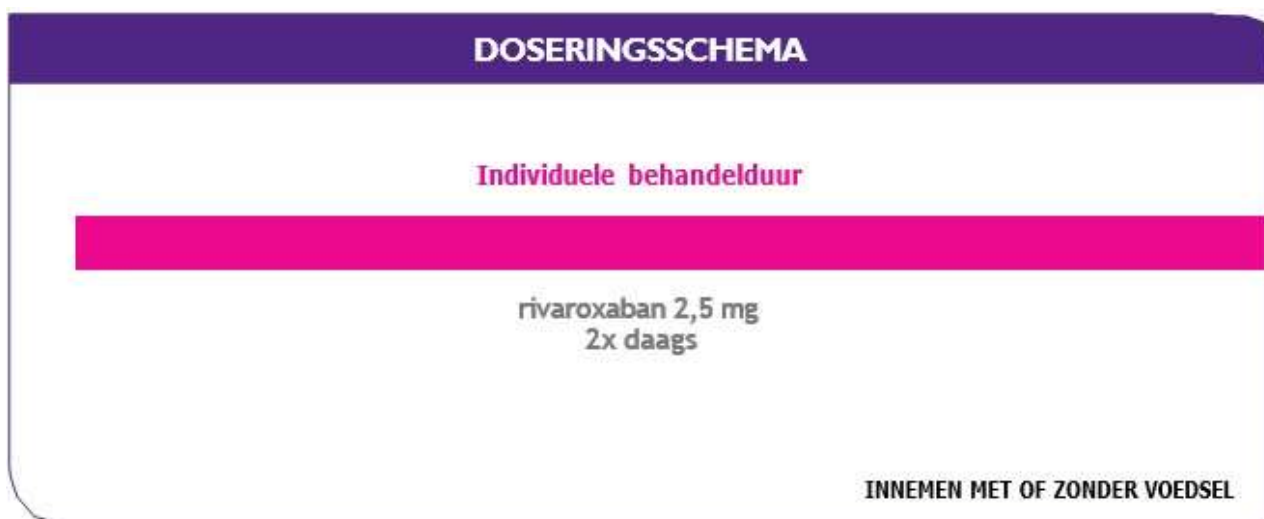 DOSERINGSSCHEMA
Individuele behandelduur
rivaroxaban 2,5 mg
2x daags
INNEMEN MET OF ZONDER VOEDSEL